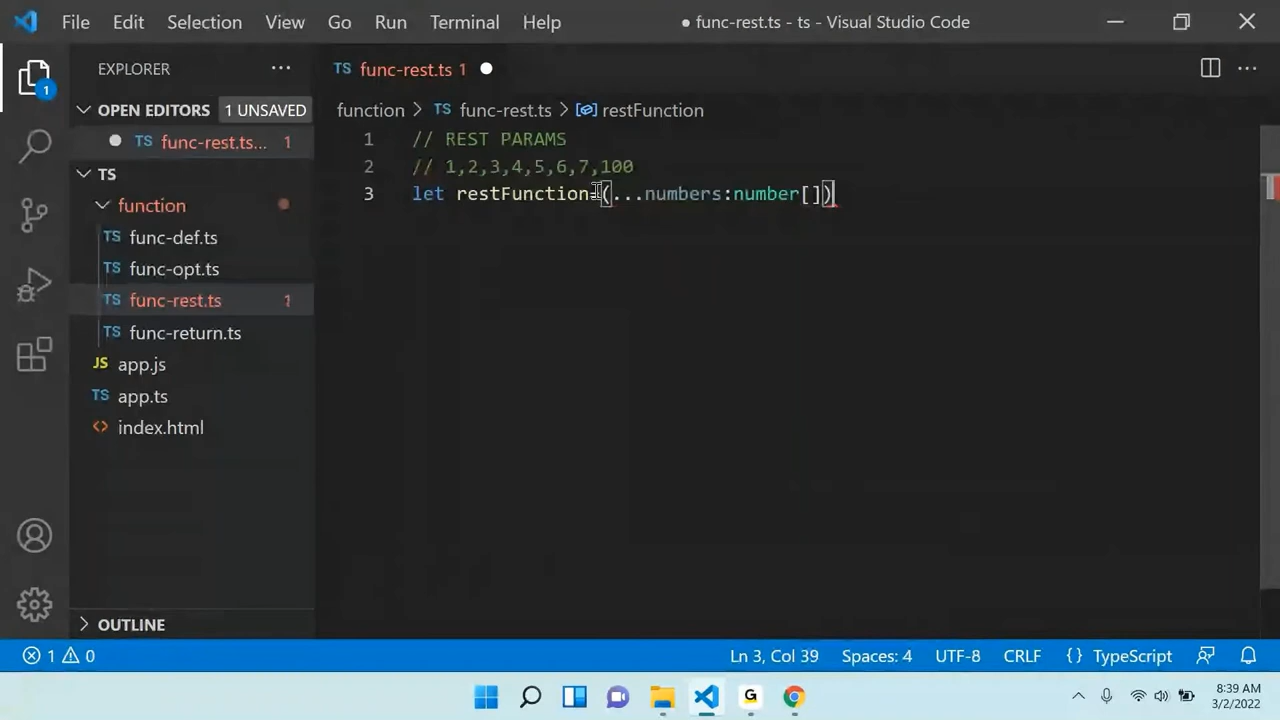 File Edit Selection View Go Run Terminal Help
● func-rest.ts - ts - Visual Studio Code
EXPLORER ...
TS func-rest.ts 1
OPEN EDITORS 1 UNSAVED
TS func-rest.ts... 1
function > TS func-rest.ts > restFunction
1 // REST PARAMS
2 // 1,2,3,4,5,6,7,100
3 let restFunction=(...numbers:number[])
1
TS
function
TS func-def.ts
TS func-opt.ts
TS func-rest.ts 1
TS func-return.ts
JS app.js
TS app.ts
<> index.html
OUTLINE
1 0 Ln 3, Col 39 Spaces: 4 UTF-8 CRLF {} TypeScript
G
8:39 AM
3/2/2022